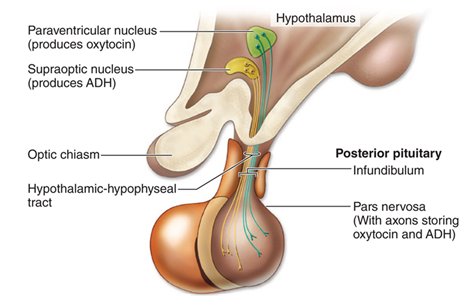 Hypothalamus
Paraventricular nucleus
(produces oxytocin)
Supraoptic nucleus
(produces ADH)
Optic chiasm
Hypothalamic-hypophyseal
tract
Posterior pituitary
Infundibulum
Pars nervosa
(With axons storing
oxytocin and ADH)